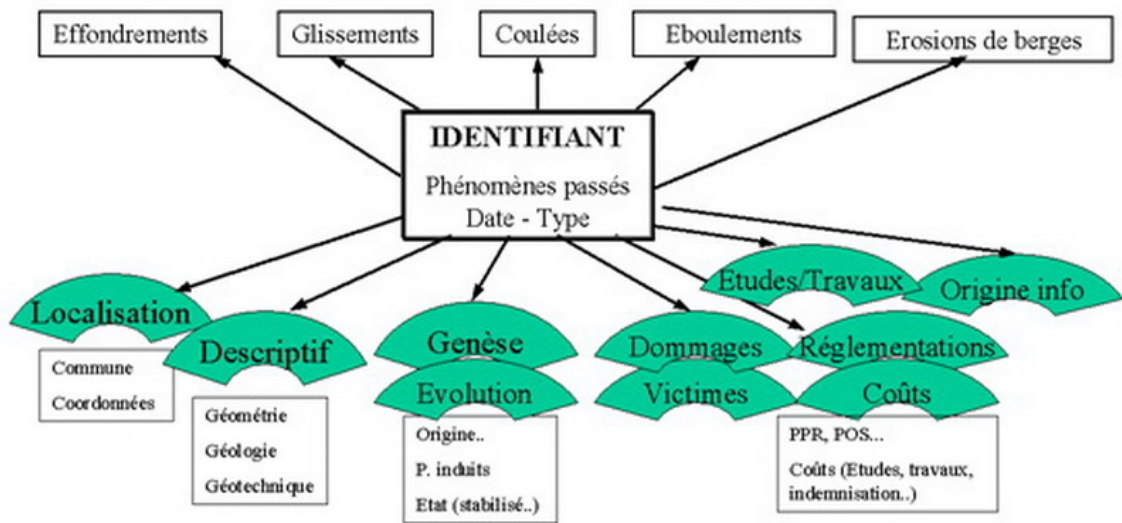 Effondrements
Glissements
Coulées
Eboulements
Erosions de berges
IDENTIFIANT
Phénomènes passés
Date - Type
Etudes/Travaux
Origine info
Localisation
Descriptif
Genèse
Dommages
Réglementations
Evolution
Victimes
Coûts
Commune
Coordonnées
Géométrie
Géologie
Géotechnique
Origine..
P. induits
Etat (stabilisé..)
PPR, POS...
Coûts (Etudes, travaux,
indemnisation..)